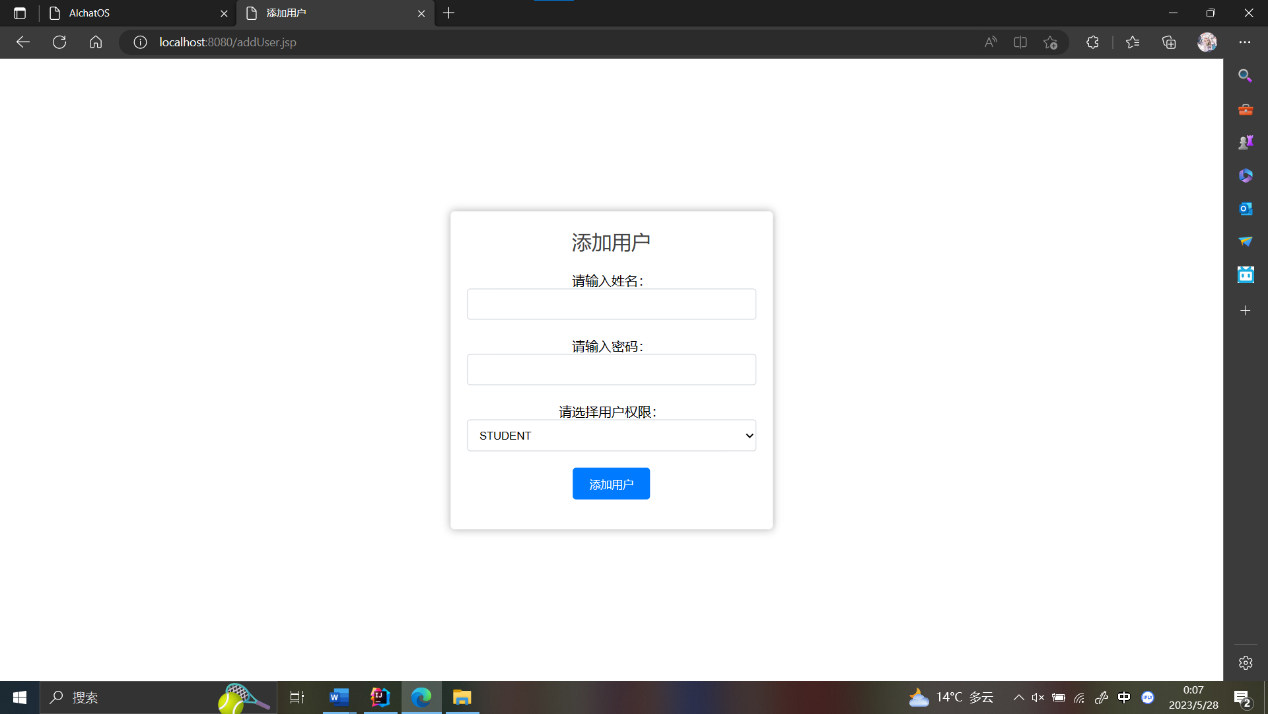 AIchatOS
添加用户
localhost:8080/addUser.jsp
添加用户
请输入姓名：
请输入密码：
请选择用户权限：
STUDENT
添加用户
搜索
14°C 多云
中
0:07
2023/5/28
2